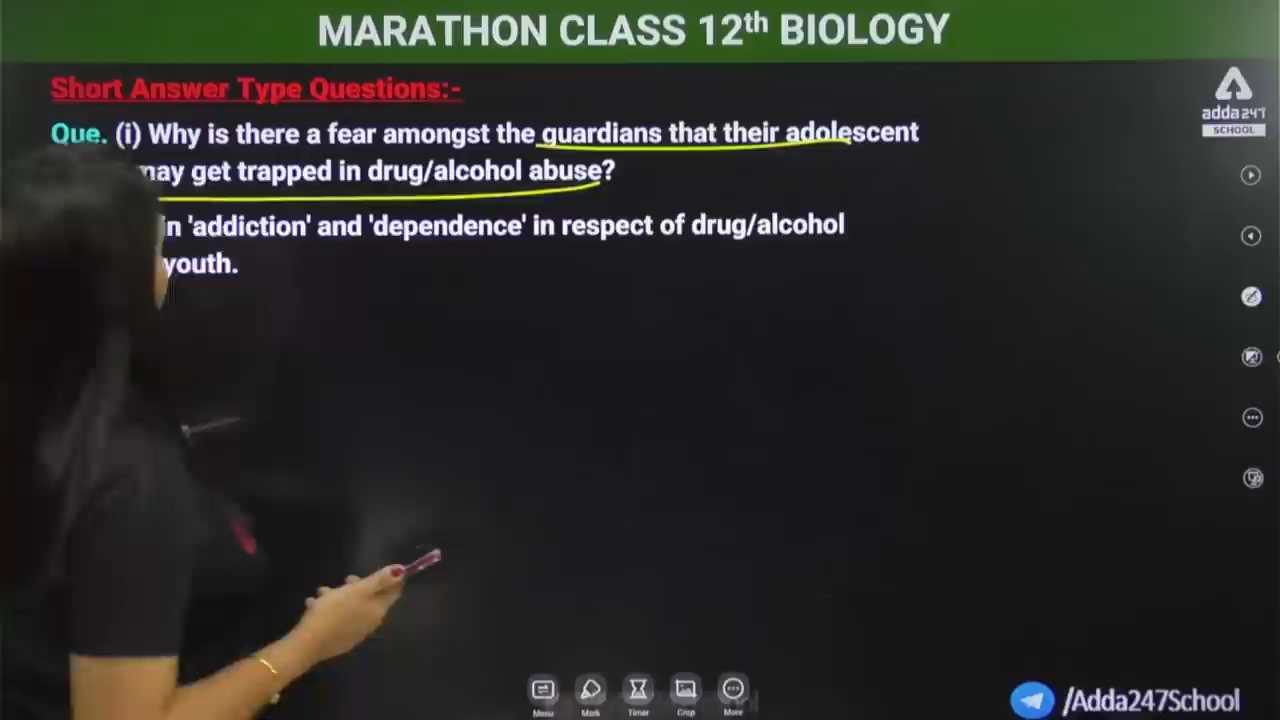 MARATHON CLASS 12th BIOLOGY
adda247
SCHOOL
Short Answer Type Questions:-
Que. (i) Why is there a fear amongst the guardians that their adolescent
may get trapped in drug/alcohol abuse?
'addiction' and 'dependence' in respect of drug/alcohol
youth.
Menu
Mark
Timer
Crop
More
/Adda247School